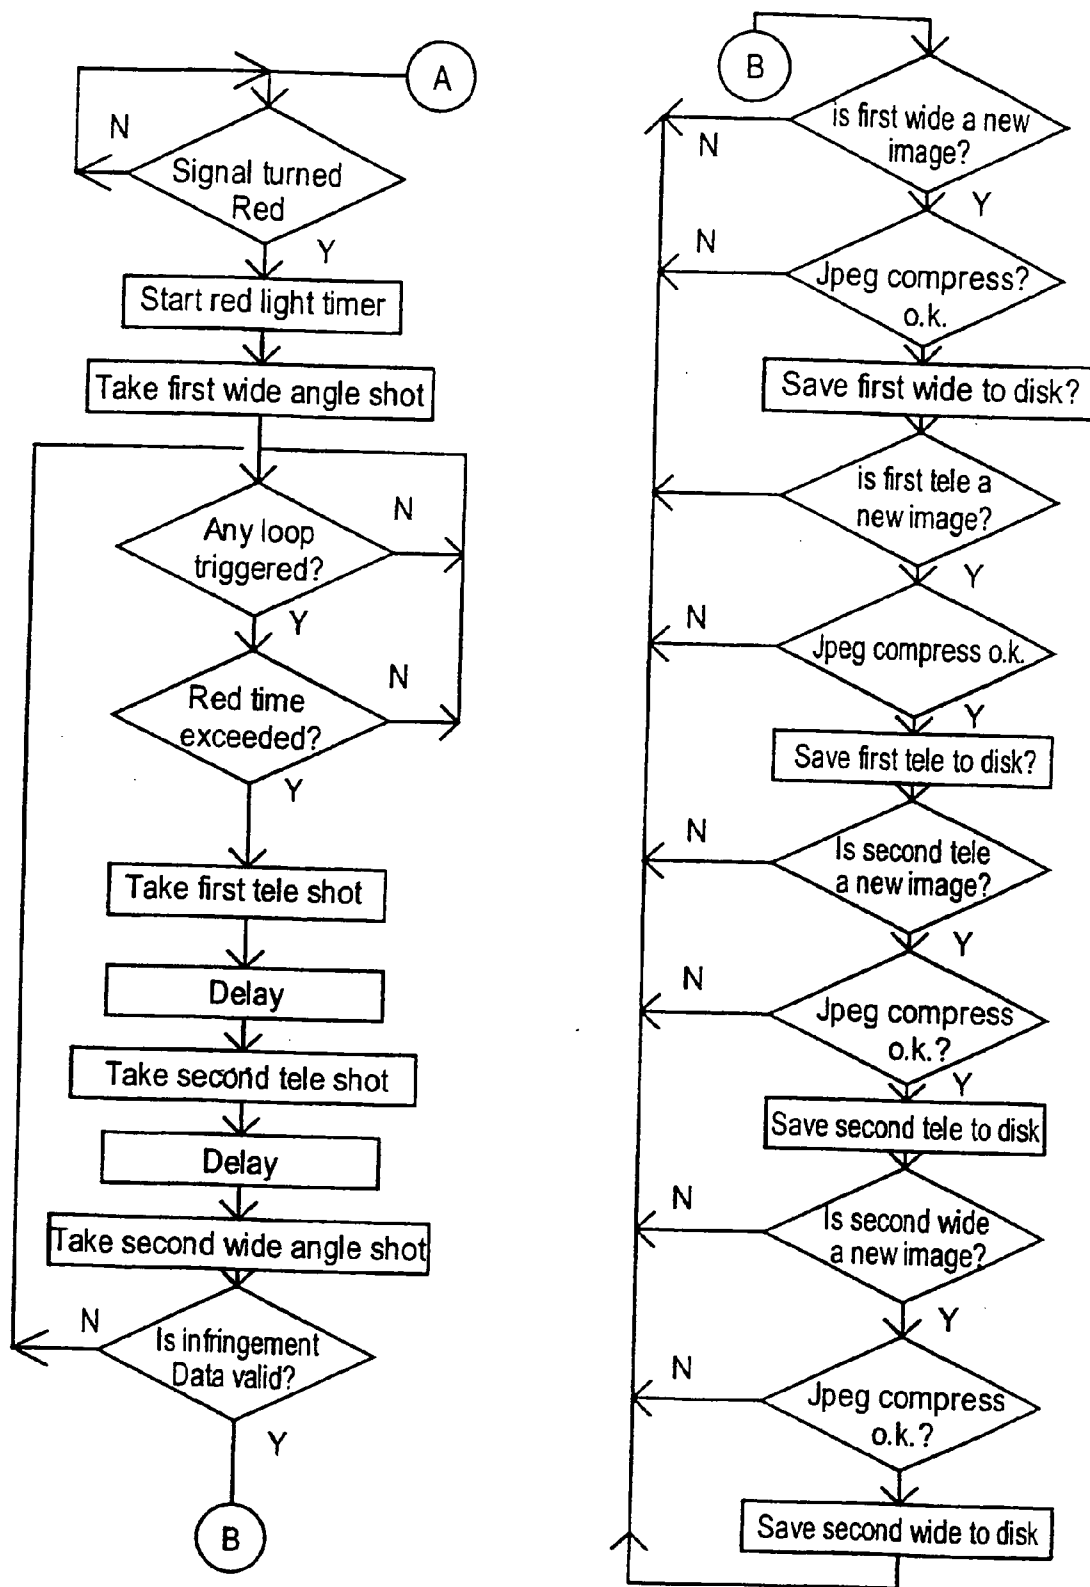 A
N
Signal turned
Red
Y
Start red light timer
Take first wide angle shot
Any loop
triggered?
N
Y
Red time
exceeded?
N
Y
Take first tele shot
Delay
Take second tele shot
Delay
Take second wide angle shot
N
Is infringement
Data valid?
Y
B
B
is first wide a new
image?
N
Y
N
Jpeg compress?
o.k.
Save first wide to disk?
is first tele a
new image?
Y
N
Jpeg compress o.k.
Y
Save first tele to disk?
N
Is second tele
a new image?
Y
N
Jpeg compress
o.k.?
Y
Save second tele to disk
N
Is second wide
a new image?
Y
N
Jpeg compress
o.k.?
Save second wide to disk